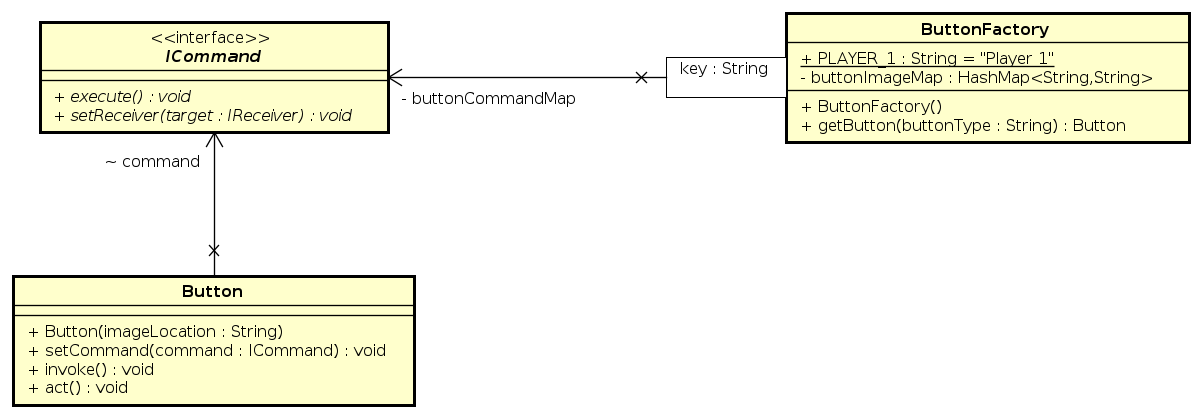 <<interface>>
ICommand
+ execute() : void
+ setReceiver(target : IReceiver) : void
ButtonFactory
+ PLAYER_1 : String = "Player 1"
- buttonImageMap : HashMap<String,String>
+ ButtonFactory()
+ getButton(buttonType : String) : Button
key : String
- buttonCommandMap
~ command
Button
+ Button(imageLocation : String)
+ setCommand(command : ICommand) : void
+ invoke() : void
+ act() : void